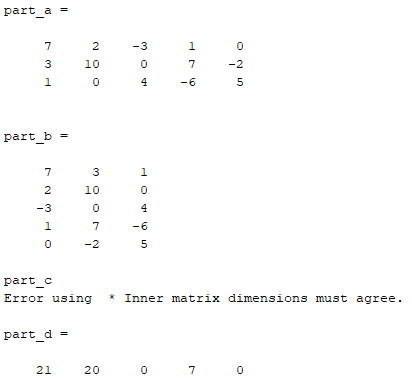 part_a =
7 2 -3 1 0
3 10 0 7 -2
1 0 4 -6 5
part_b =
7 3 1
2 10 0
-3 0 4
1 7 -6
0 -2 5
part_c
Error using * Inner matrix dimensions must agree.
part_d =
21 20 0 7 0